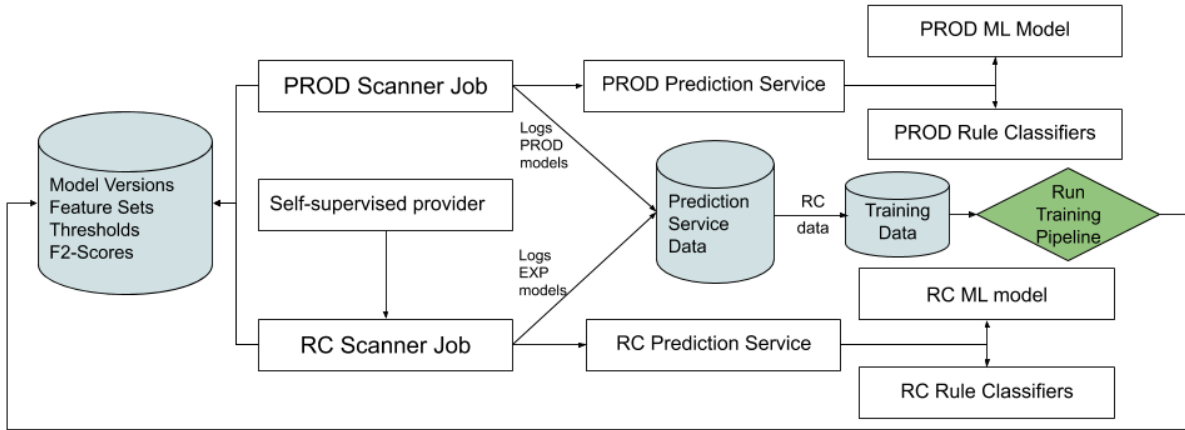 PROD ML Model
PROD Scanner Job
PROD Prediction Service
PROD Rule Classifiers
Logs
PROD
models
Model Versions
Feature Sets
Thresholds
F2-Scores
Self-supervised provider
Prediction
Service
Data
RC
data
Training
Data
Run
Training
Pipeline
Logs
EXP
models
RC ML model
RC Scanner Job
RC Prediction Service
RC Rule Classifiers